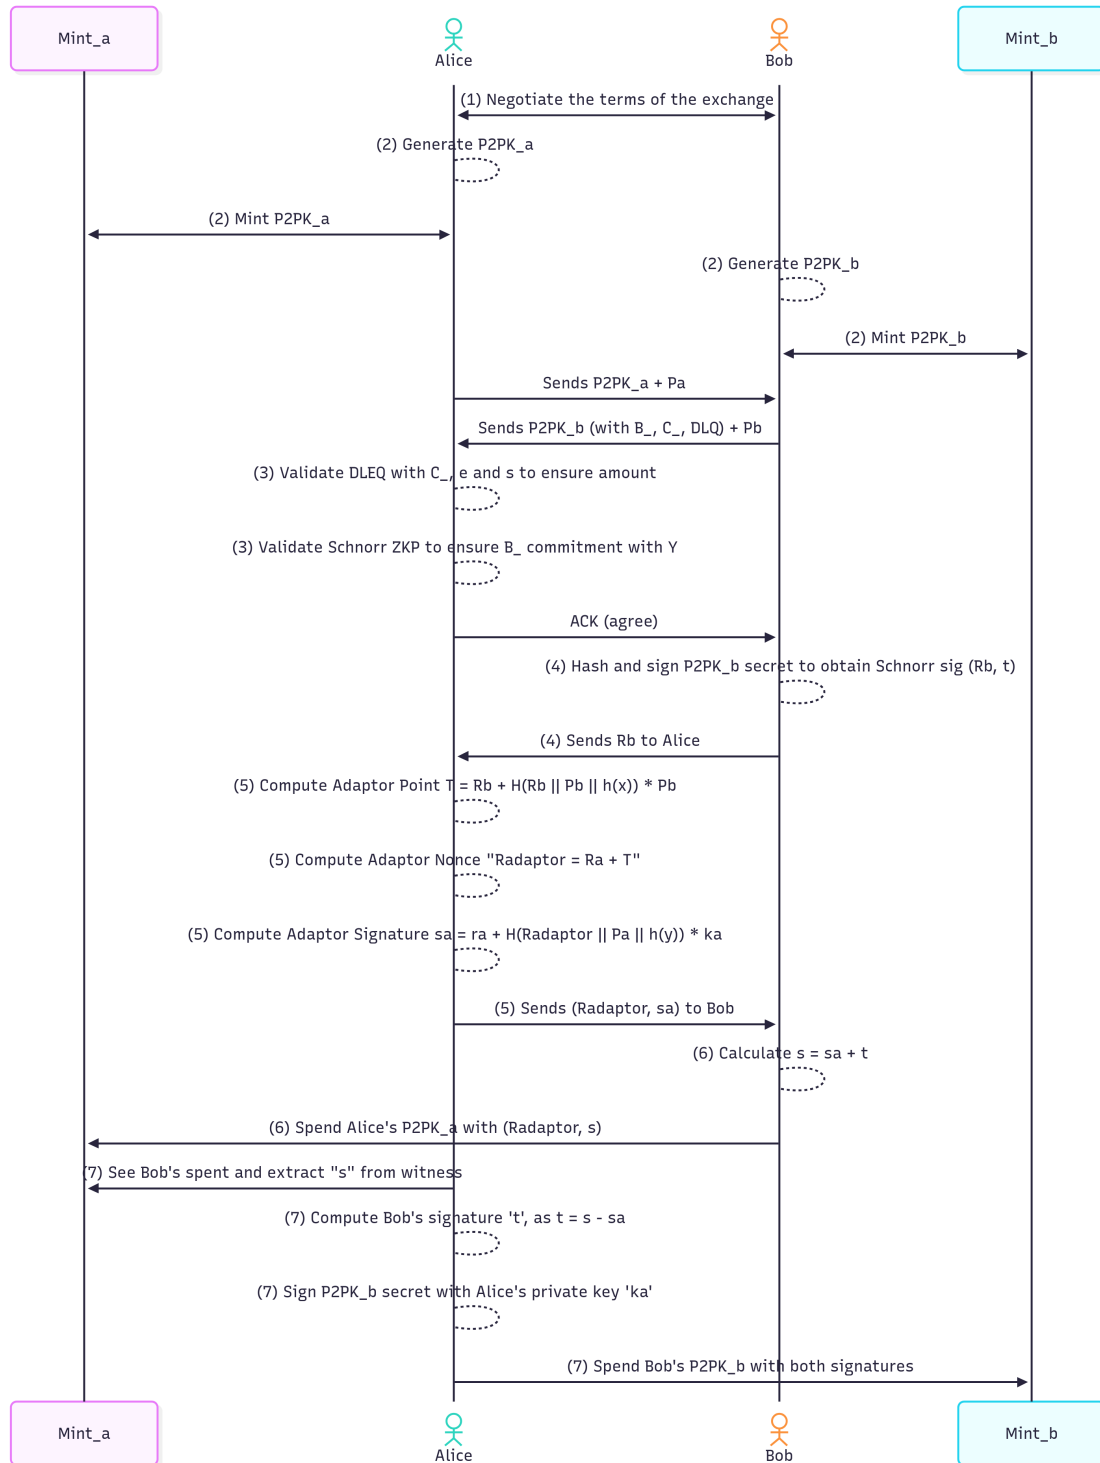 Mint_a
Alice
Bob
Mint_b
(1) Negotiate the terms of the exchange
(2) Generate P2PK_a
(2) Mint P2PK_a
(2) Generate P2PK_b
(2) Mint P2PK_b
Sends P2PK_a + Pa
Sends P2PK_b (with B_, C_, DLQ) + Pb
(3) Validate DLEQ with C_, e and s to ensure amount
(3) Validate Schnorr ZKP to ensure B_ commitment with Y
ACK (agree)
(4) Hash and sign P2PK_b secret to obtain Schnorr sig (Rb, t)
(4) Sends Rb to Alice
(5) Compute Adaptor Point T = Rb + H(Rb || Pb || h(x)) * Pb
(5) Compute Adaptor Nonce "Radaptor = Ra + T"
(5) Compute Adaptor Signature sa = ra + H(Radaptor || Pa || h(y)) * ka
(5) Sends (Radaptor, sa) to Bob
(6) Calculate s = sa + t
(6) Spend Alice's P2PK_a with (Radaptor, s)
(7) See Bob's spent and extract "s" from witness
(7) Compute Bob's signature 't', as t = s - sa
(7) Sign P2PK_b secret with Alice's private key 'ka'
(7) Spend Bob's P2PK_b with both signatures
Mint_a
Alice
Bob
Mint_b